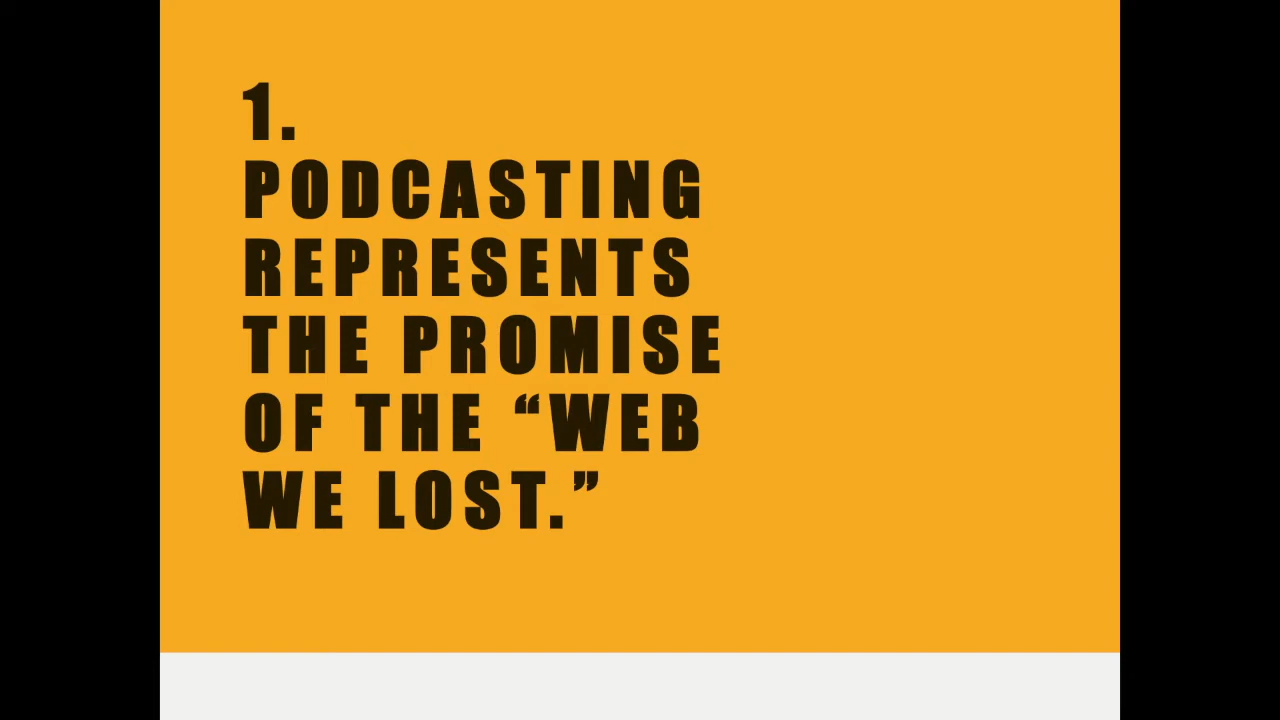 1.
PODCASTING
REPRESENTS
THE PROMISE
OF THE “WEB
WE LOST.”